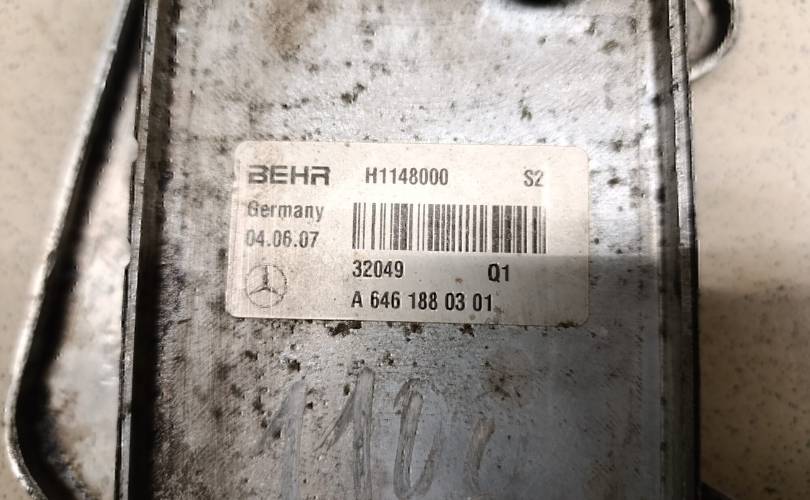 BEHR H1148000 S2
Germany
04.06.07
32049 Q1
A 646 188 03 01